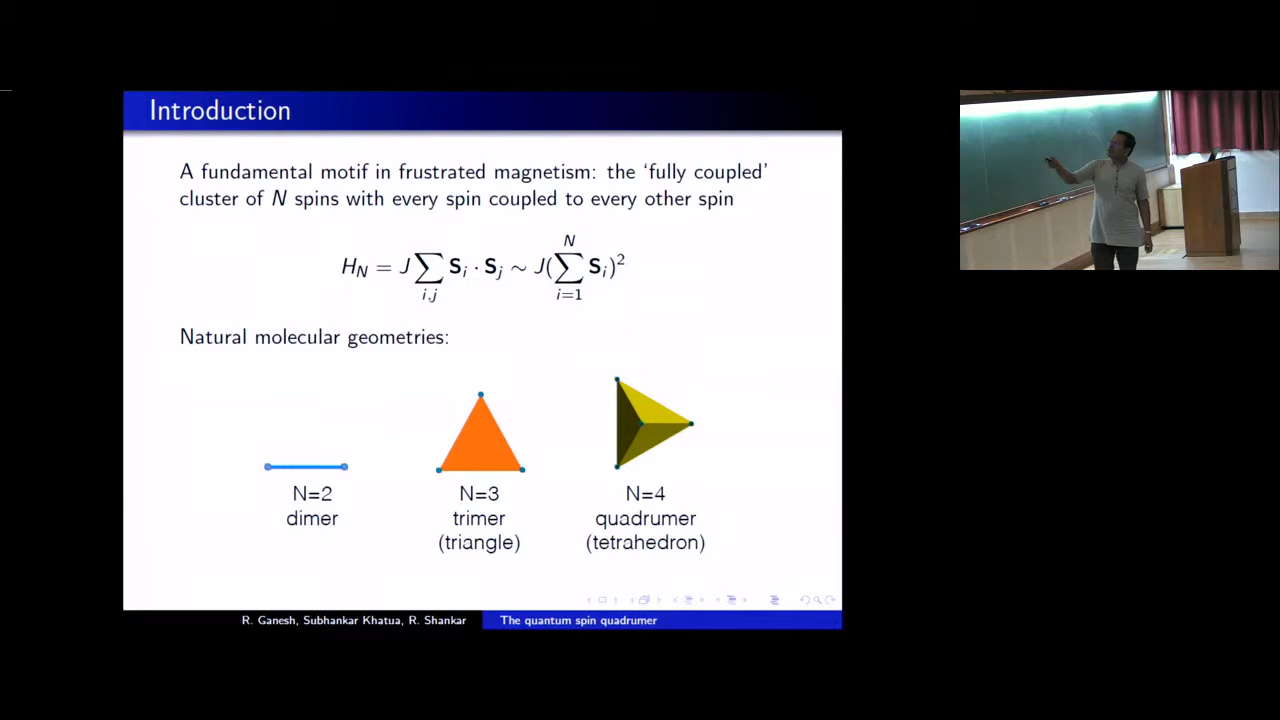 Introduction
A fundamental motif in frustrated magnetism: the ‘fully coupled’
cluster of N spins with every spin coupled to every other spin
H_N = J ∑_{i,j} S_i · S_j ∼ J(∑_{i=1}^{N} S_i)^2
Natural molecular geometries:
N=2
dimer
N=3
trimer
(triangle)
N=4
quadrumer
(tetrahedron)
R. Ganesh, Subhankar Khatua, R. Shankar
The quantum spin quadrumer